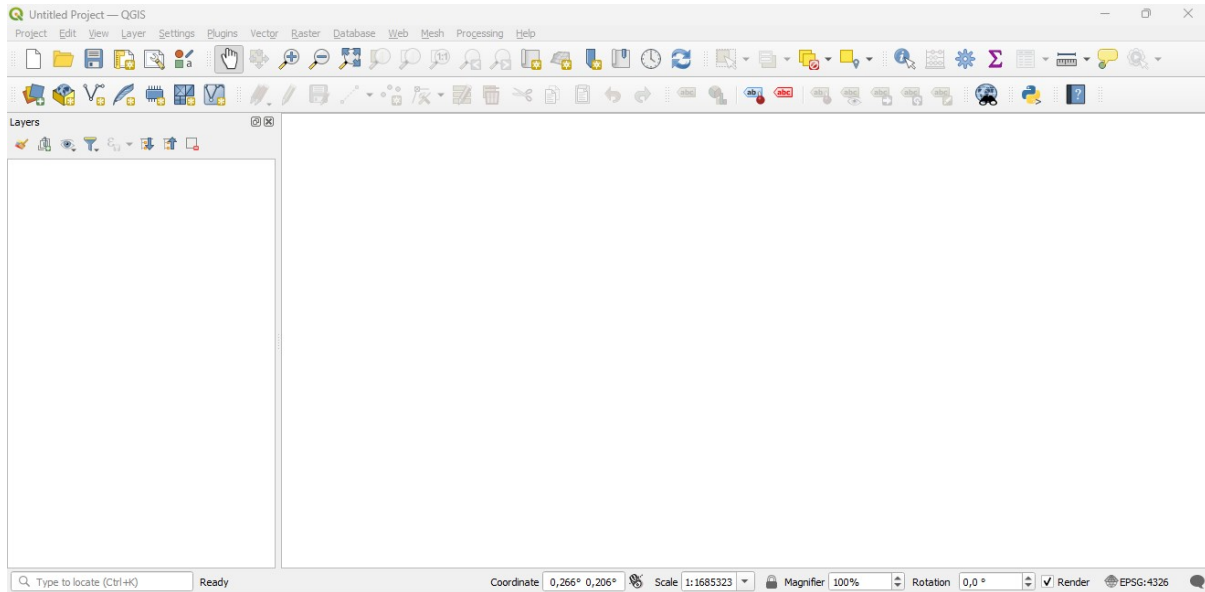 Untitled Project — QGIS
Project Edit View Layer Settings Plugins Vector Raster Database Web Mesh Processing Help
Layers
Type to locate (Ctrl+K) Ready Coordinate 0,266° 0,206° Scale 1:1685323 Magnifier 100% Rotation 0,0 ° Render EPSG:4326